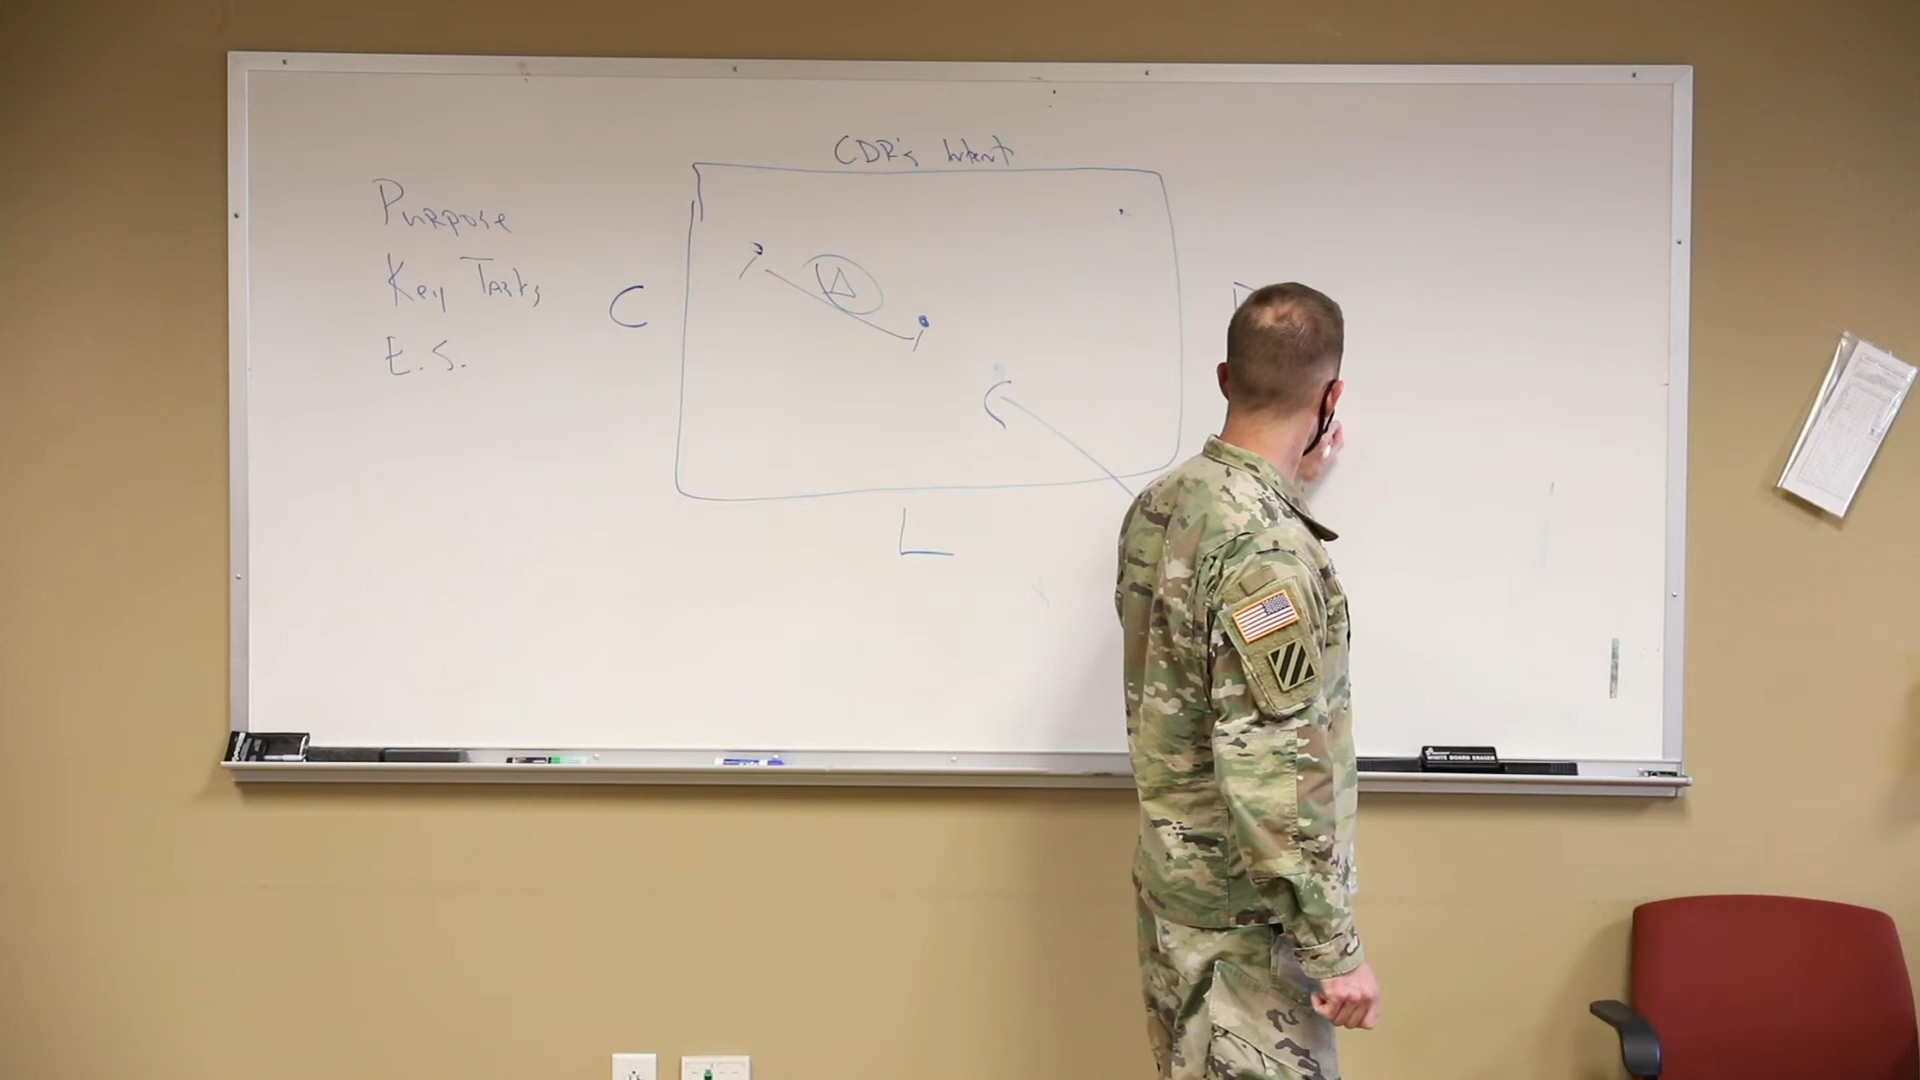 CDR's Intent
Purpose
Key Tasks
E.S.
C
L
WHITE BOARD ERASER